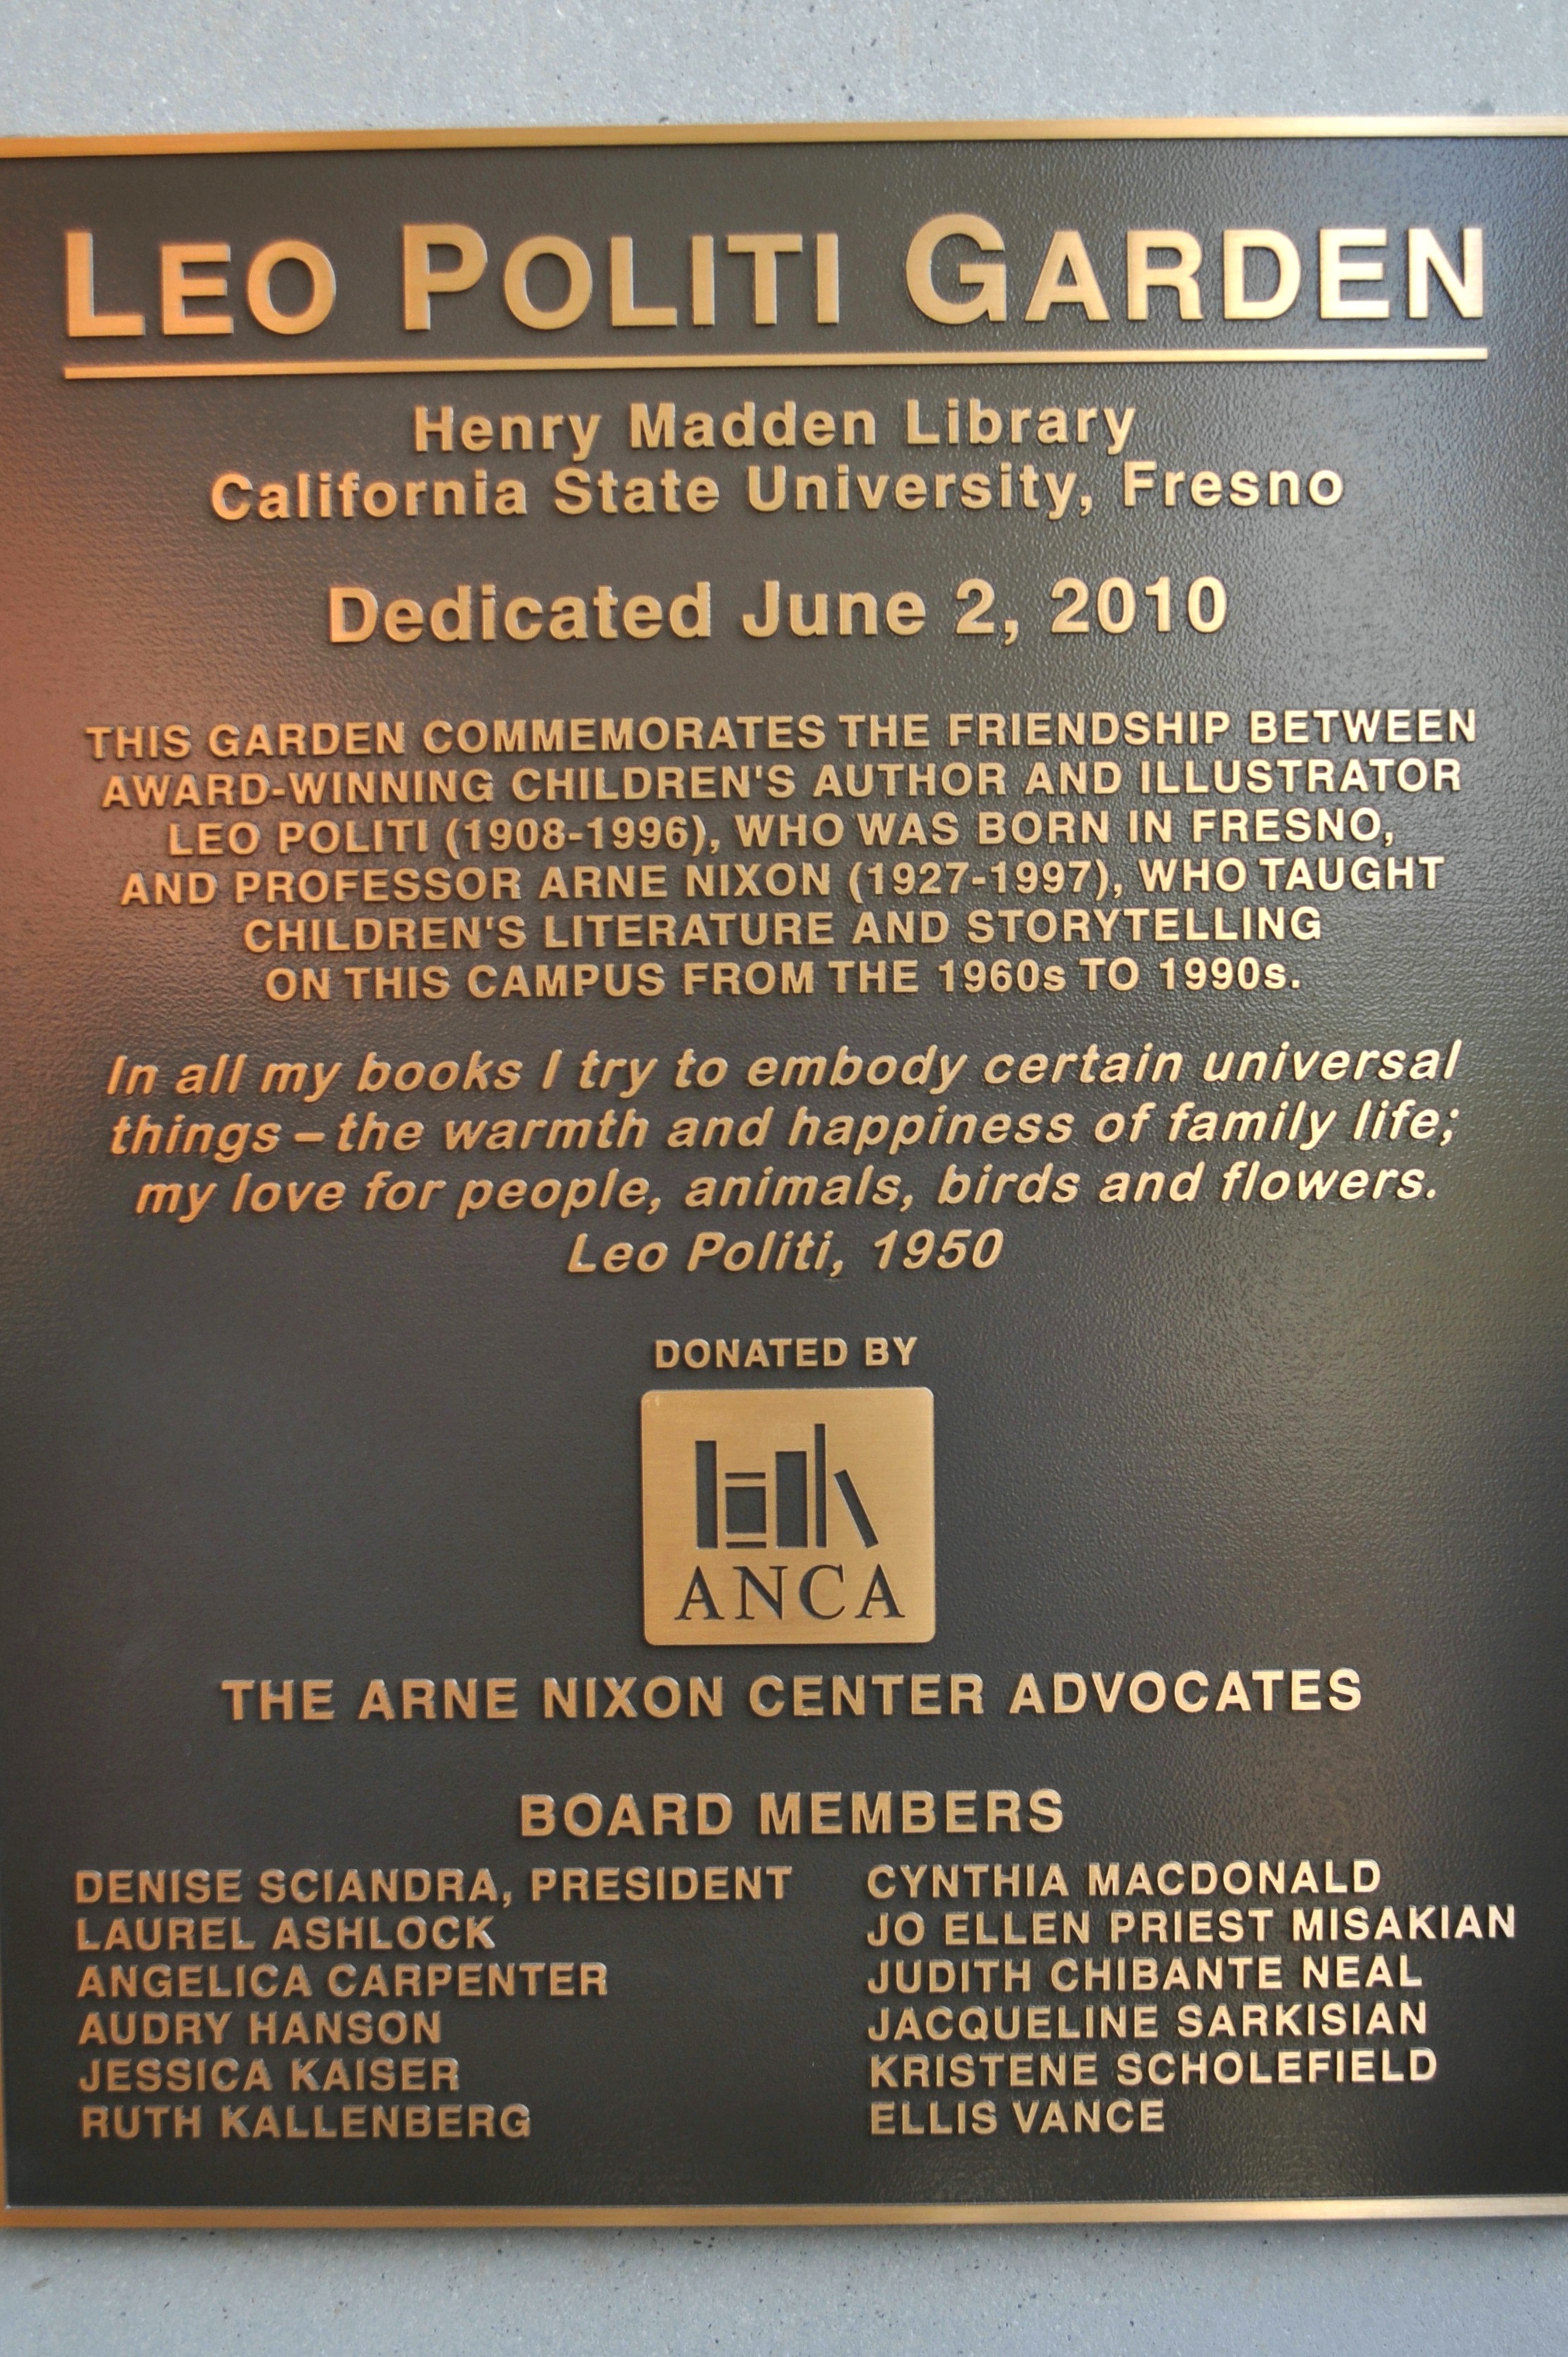 LEO POLITI GARDEN
Henry Madden Library
California State University, Fresno
Dedicated June 2, 2010
THIS GARDEN COMMEMORATES THE FRIENDSHIP BETWEEN
AWARD-WINNING CHILDREN'S AUTHOR AND ILLUSTRATOR
LEO POLITI (1908-1996), WHO WAS BORN IN FRESNO,
AND PROFESSOR ARNE NIXON (1927-1997), WHO TAUGHT
CHILDREN'S LITERATURE AND STORYTELLING
ON THIS CAMPUS FROM THE 1960s TO 1990s.
In all my books I try to embody certain universal
things – the warmth and happiness of family life;
my love for people, animals, birds and flowers.
Leo Politi, 1950
DONATED BY
ANCA
THE ARNE NIXON CENTER ADVOCATES
BOARD MEMBERS
DENISE SCIANDRA, PRESIDENT
LAUREL ASHLOCK
ANGELICA CARPENTER
AUDRY HANSON
JESSICA KAISER
RUTH KALLENBERG
CYNTHIA MACDONALD
JO ELLEN PRIEST MISAKIAN
JUDITH CHIBANTE NEAL
JACQUELINE SARKISIAN
KRISTENE SCHOLEFIELD
ELLIS VANCE